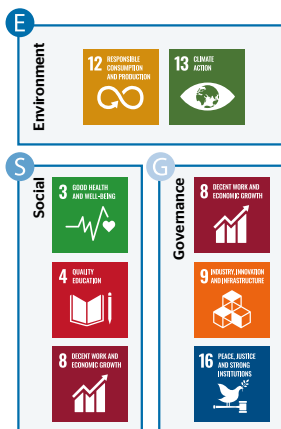 E
Environment
12 RESPONSIBLE
CONSUMPTION
AND PRODUCTION
13 CLIMATE
ACTION
S
Social
3 GOOD HEALTH
AND WELL-BEING
4 QUALITY
EDUCATION
8 DECENT WORK AND
ECONOMIC GROWTH
G
Governance
8 DECENT WORK AND
ECONOMIC GROWTH
9 INDUSTRY, INNOVATION
AND INFRASTRUCTURE
16 PEACE, JUSTICE
AND STRONG
INSTITUTIONS